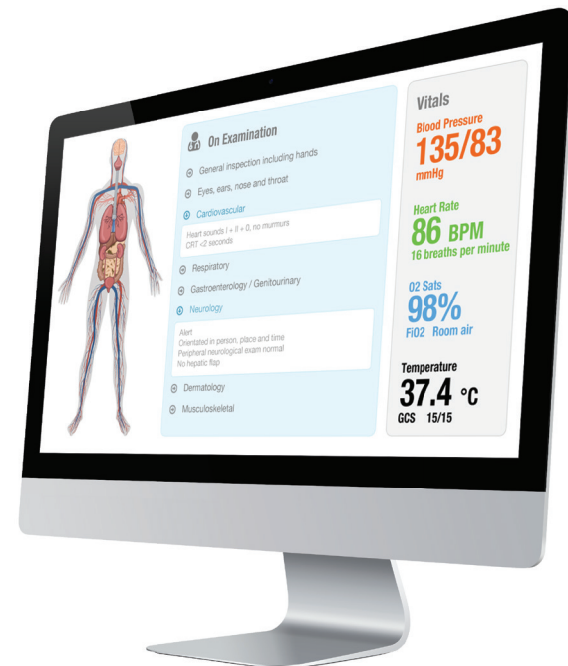 On Examination
General inspection including hands
Eyes, ears, nose and throat
Cardiovascular
Heart sounds I + II + 0, no murmurs
CRT <2 seconds
Respiratory
Gastroenterology / Genitourinary
Neurology
Alert
Orientated in person, place and time
Peripheral neurological exam normal
No hepatic flap
Dermatology
Musculoskeletal
Vitals
Blood Pressure
135/83
mmHg
Heart Rate
86 BPM
16 breaths per minute
O2 Sats
98%
FiO2 Room air
Temperature
37.4 °C
GCS 15/15